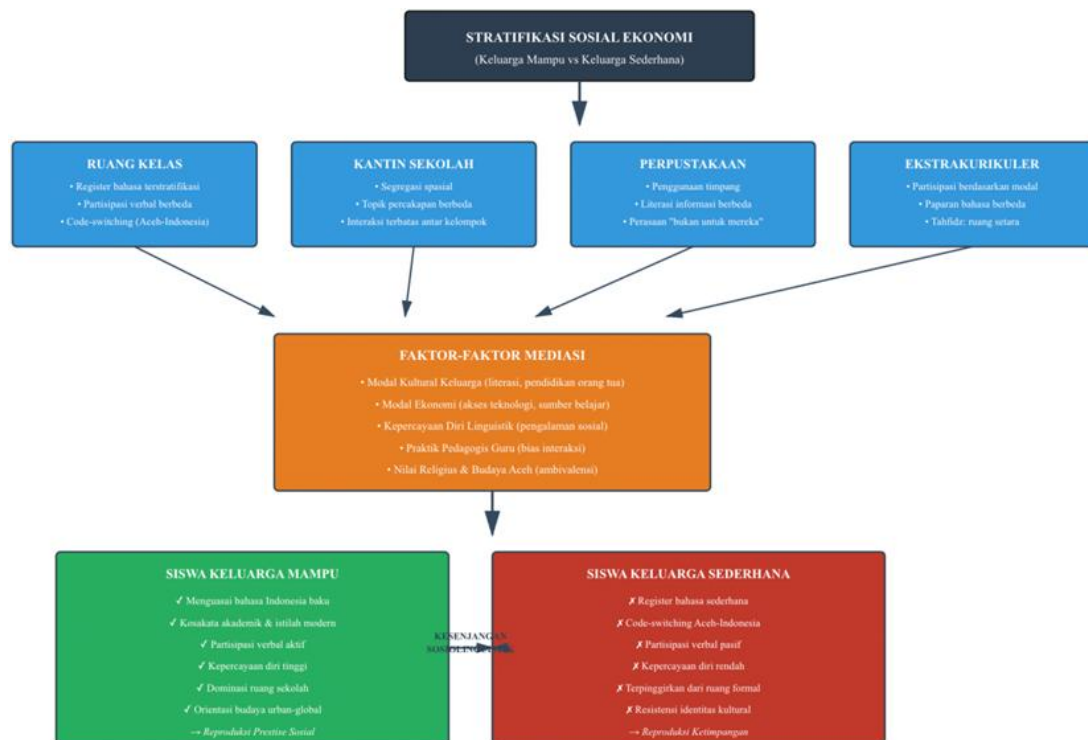 STRATIFIKASI SOSIAL EKONOMI
(Keluarga Mampu vs Keluarga Sederhana)
RUANG KELAS
• Register bahasa terstratifikasi
• Partisipasi verbal berbeda
• Code-switching (Aceh-Indonesia)
KANTIN SEKOLAH
• Segregasi spasial
• Topik percakapan berbeda
• Interaksi terbatas antar kelompok
PERPUSTAKAAN
• Penggunaan timpang
• Literasi informasi berbeda
• Perasaan "bukan untuk mereka"
EKSTRAKURIKULER
• Partisipasi berdasarkan modal
• Paparan bahasa berbeda
• Tahfidz: ruang setara
FAKTOR-FAKTOR MEDIASI
• Modal Kultural Keluarga (literasi, pendidikan orang tua)
• Modal Ekonomi (akses teknologi, sumber belajar)
• Kepercayaan Diri Linguistik (pengalaman sosial)
• Praktik Pedagogis Guru (bias interaksi)
• Nilai Religius & Budaya Aceh (ambivalensi)
SISWA KELUARGA MAMPU
✓ Menguasai bahasa Indonesia baku
✓ Kosakata akademik & istilah modern
✓ Partisipasi verbal aktif
✓ Kepercayaan diri tinggi
✓ Dominasi ruang sekolah
✓ Orientasi budaya urban-global
→ Reproduksi Prestise Sosial
KESENJANGAN
SISWA KELUARGA SEDERHANA
✗ Register bahasa sederhana
✗ Code-switching Aceh-Indonesia
✗ Partisipasi verbal pasif
✗ Kepercayaan diri rendah
✗ Terpinggirkan dari ruang formal
✗ Resistensi identitas kultural
→ Reproduksi Ketimpangan